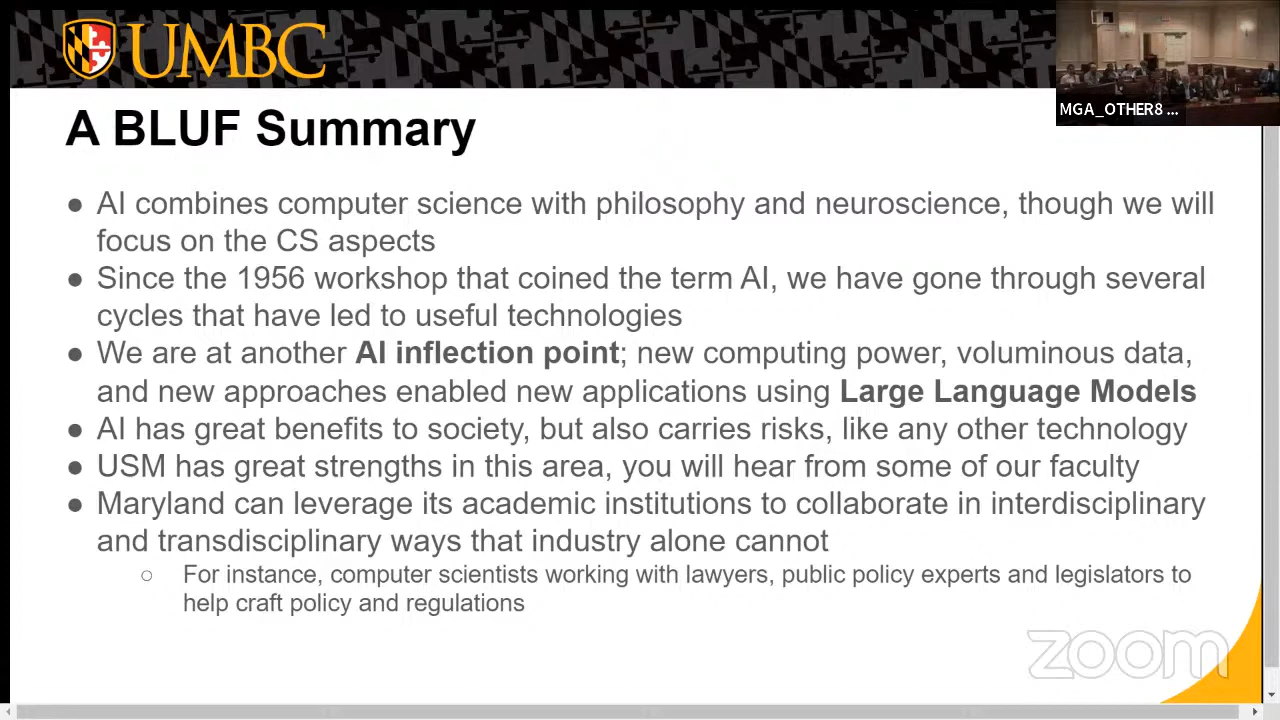 UMBC
MGA_OTHER8 ...
A BLUF Summary
● AI combines computer science with philosophy and neuroscience, though we will
focus on the CS aspects
● Since the 1956 workshop that coined the term AI, we have gone through several
cycles that have led to useful technologies
● We are at another AI inflection point; new computing power, voluminous data,
and new approaches enabled new applications using Large Language Models
● AI has great benefits to society, but also carries risks, like any other technology
● USM has great strengths in this area, you will hear from some of our faculty
● Maryland can leverage its academic institutions to collaborate in interdisciplinary
and transdisciplinary ways that industry alone cannot
○ For instance, computer scientists working with lawyers, public policy experts and legislators to
help craft policy and regulations
zoom